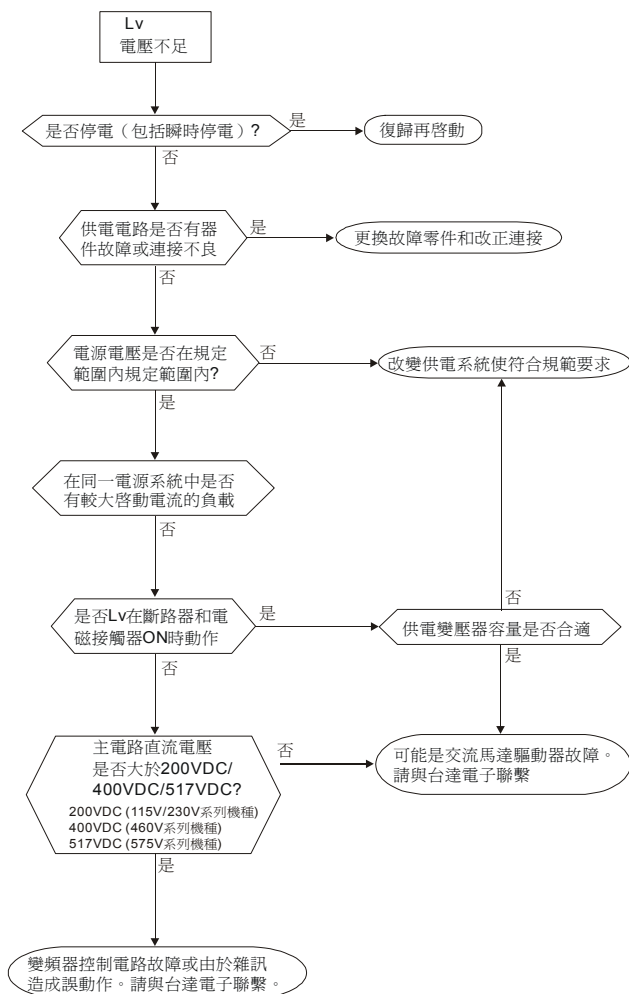 Lv
電壓不足
是否停電（包括瞬時停電）?
是
復歸再啓動
否
供電電路是否有器
件故障或連接不良
是
更換故障零件和改正連接
否
電源電壓是否在規定
範圍內規定範圍內?
否
改變供電系統使符合規範要求
是
在同一電源系統中是否
有較大啓動電流的負載
否
是否Lv在斷路器和電
磁接觸器ON時動作
是
供電變壓器容量是否合適
否
否
是
主電路直流電壓
是否大於200VDC/
400VDC/517VDC?
200VDC (115V/230V系列機種)
400VDC (460V系列機種)
517VDC (575V系列機種)
否
可能是交流馬達驅動器故障。
請與台達電子聯繫
是
變頻器控制電路故障或由於雜訊
造成誤動作。請與台達電子聯繫。